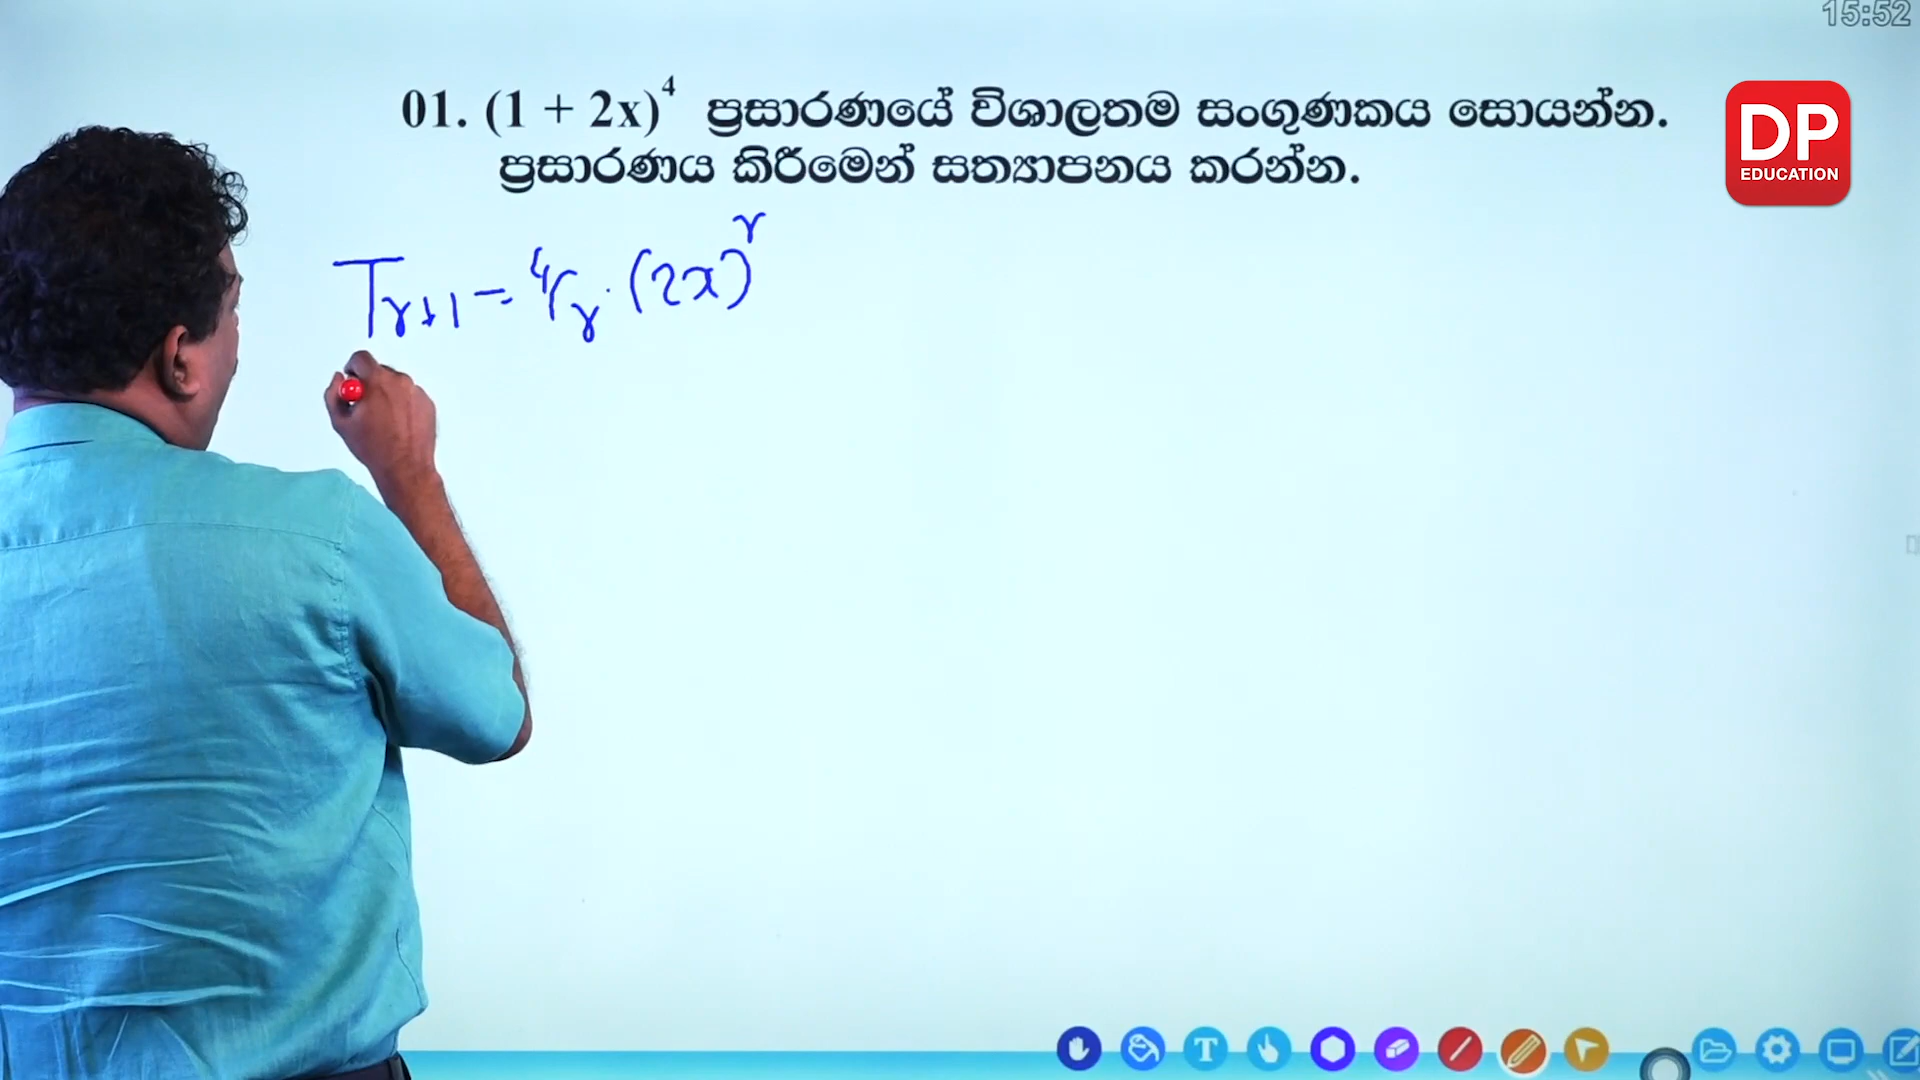 15:52
01. (1 + 2x)⁴ ප්‍රසාරණයේ විශාලතම සංගුණකය සොයන්න.
ප්‍රසාරණය කිරීමෙන් සත්‍යාපනය කරන්න.
DP
EDUCATION
Tᵣ₊₁ = ⁴Cᵣ · (2x)ʳ
T